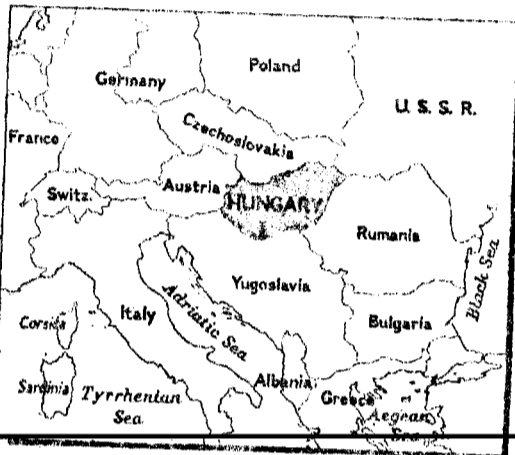 Poland
Germany
U. S. S. R.
Czechoslovakia
France
Austria
Switz.
HUNGARY
Rumania
Black Sea
Yugoslavia
Adriatic Sea
Italy
Corsica
Bulgaria
Sardinia
Tyrrhenian
Sea
Albania
Greece
Aegean
Sea